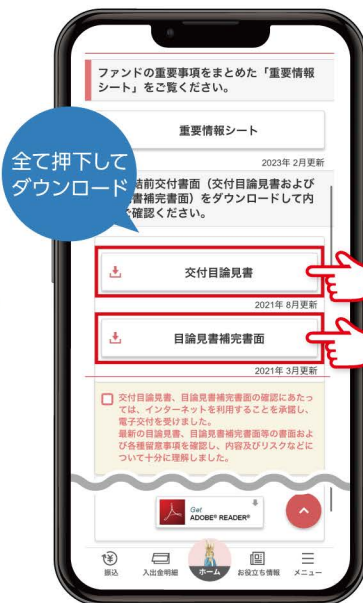 ファンドの重要事項をまとめた「重要情報
シート」をご覧ください。
重要情報シート
2023年 2月更新
全て押下して
ダウンロード
結前交付書面（交付目論見書および
書補完書面）をダウンロードして内
確認ください。
交付目論見書
2021年 8月更新
目論見書補完書面
2021年 3月更新
交付目論見書、目論見書補完書面の確認にあたっ
ては、インターネットを利用することを承諾し、
電子交付を受けました。
最新の目論見書、目論見書補完書面等の書面およ
び各種留意事項を確認し、内容及びリスクなどに
ついて十分に理解しました。
Get
ADOBE® READER®
振込
入出金明細
ホーム
お役立ち情報
メニュー